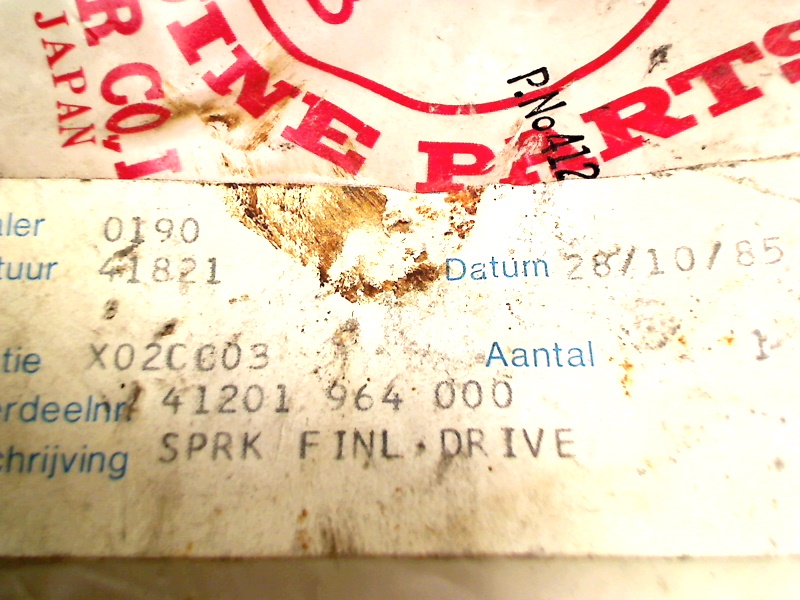 JAPAN
R CO., I
INE PARTS
P.No 412
aler 0190
tuur 41821
Datum 28/10/85
tie X02C003
Aantal 1
erdeelnr. 41201 964 000
chrijving SPRK FINL.DRIVE